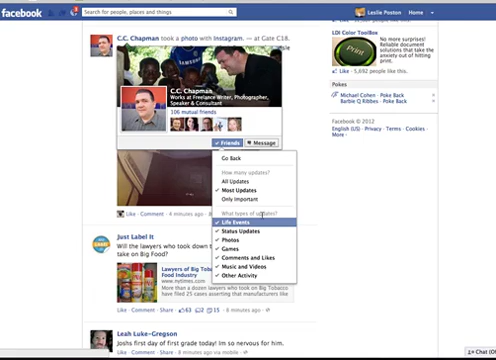 facebook
3
Search for people, places and things
Leslie Poston
Home
C.C. Chapman took a photo with Instagram. — at Gate C18.
C.C. Chapman
Works at Freelance Writer, Photographer,
Speaker & Consultant
106 mutual friends
Friends
Message
Go Back
How many updates?
All Updates
Most Updates
Only Important
What types of updates?
Life Events
Status Updates
Photos
Games
Comments and Likes
Music and Videos
Other Activity
Like · Comment · 4 minutes ago
Just Label It
Will the lawyers who took down
take on Big Food?
Lawyers of Big
Food Industry
www.nytimes.com
More than a dozen lawyers who took on Big Tobacco
have filed 25 cases asserting that manufacturers like
Like · Comment · Share · 63 2 15 · 8 minutes ago ·
Leah Luke-Gregson
Joshs first day of first grade today! Im so nervous for him.
Like · Comment · Share · 8 minutes ago via mobile ·
LDI Color ToolBox
Print
No more surprises!
Reliable document
solutions that take the
anxiety out of hitting
print.
Like · 5,692 people like this.
Pokes
Michael Cohen · Poke Back
Barbie Q Ribbes · Poke Back
Facebook © 2012
English (US) · Privacy · Terms · Cookies ·
More
Chat